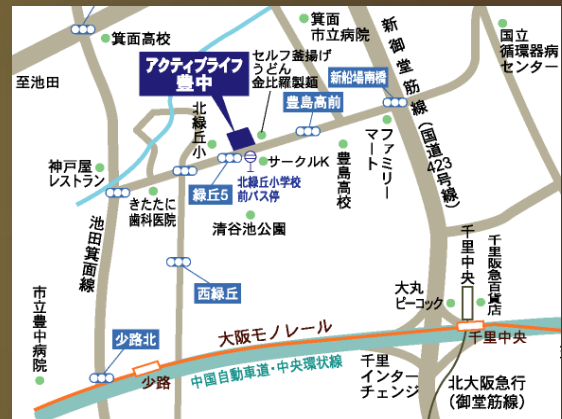 箕面高校
至池田
箕面
市立病院
新御堂筋線(国道423号線)
国立
循環器病
センター
アクティブライフ
豊中
セルフ釜揚げ
うどん
金比羅製麺
新船場南橋
豊島高前
北緑丘小
ファミリー
マート
豊島高校
サークルK
北緑丘小学校
前バス停
緑丘5
神戸屋
レストラン
きたたに
歯科医院
清谷池公園
池田箕面線
西緑丘
千里中央
千里阪急百貨店
大丸
ピーコック
市立豊中病院
少路北
大阪モノレール
千里中央
少路
中国自動車道・中央環状線
千里
インター
チェンジ
北大阪急行
(御堂筋線)